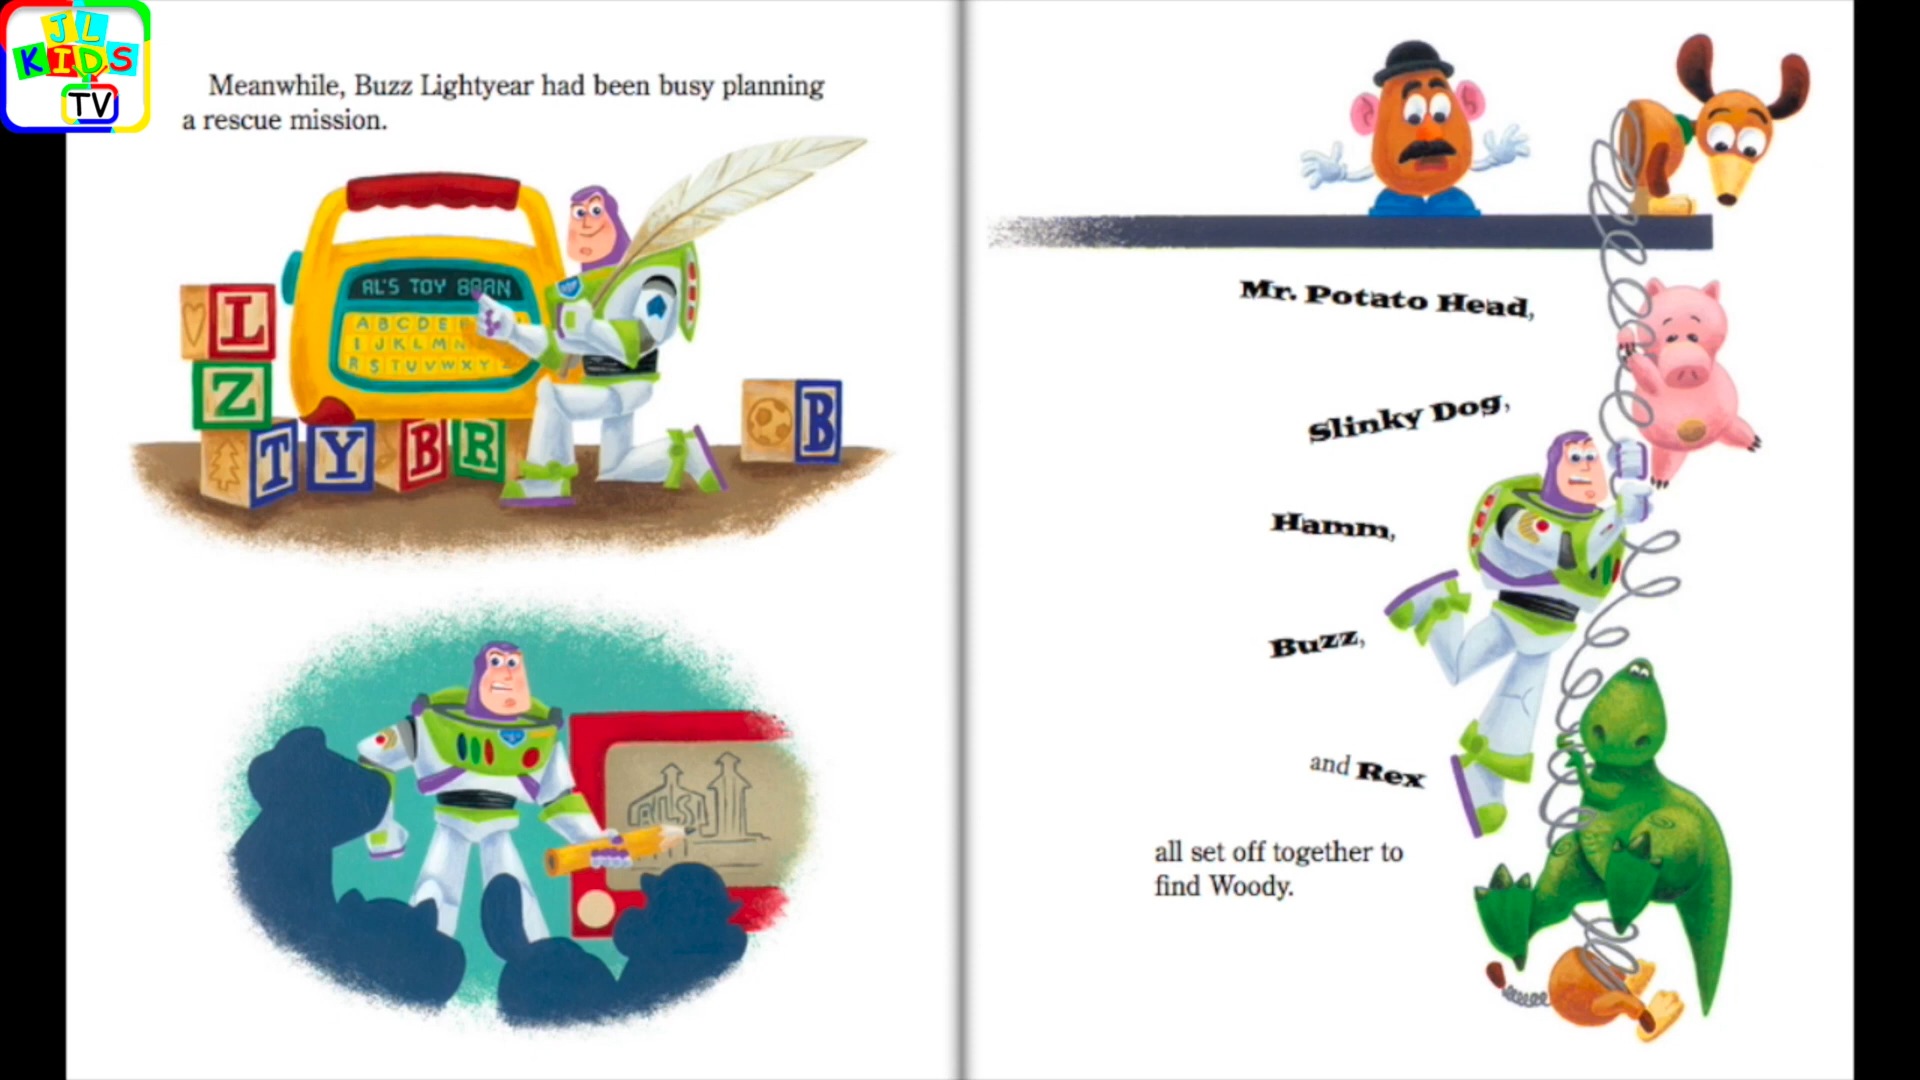 JL
KIDS
TV
Meanwhile, Buzz Lightyear had been busy planning
a rescue mission.
AL'S TOY BARN
A B C D E
I J K L M N
R S T U V W X Y Z
L
Z
T Y B R
B
AL'S
Mr. Potato Head,
Slinky Dog,
Hamm,
Buzz,
and Rex
all set off together to
find Woody.